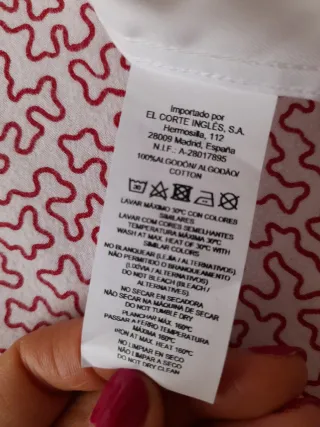 Importado por
EL CORTE INGLÉS, S.A.
Hermosilla, 112
28009 Madrid, España
N.I.F.: A-28017895
100%ALGODÓN/ ALGODÃO/
COTTON
LAVAR MÁXIMO 30ºC CON COLORES
SIMILARES
LAVAR COM CORES SEMELHANTES
TEMPERATURA MÁXIMA 30ºC
WASH AT MAX. HEAT OF 30ºC WITH
SIMILAR COLORS
NO BLANQUEAR (LEJÍA / ALTERNATIVOS)
NÃO PERMITIDO O BRANQUEAMENTO
(LIXÍVIA / ALTERNATIVOS)
DO NOT BLEACH (BLEACH /
ALTERNATIVES)
NO SECAR EN SECADORA
NÃO SECAR NA MÁQUINA DE SECAR
DO NOT TUMBLE DRY
PLANCHAR MÁX. 160ºC
PASSAR A FERRO TEMPERATURA
MÁXIMA 160ºC
IRON AT MAX. HEAT 160ºC
NO LIMPIAR EN SECO
NÃO LIMPAR A SECO
DO NOT DRY CLEAN